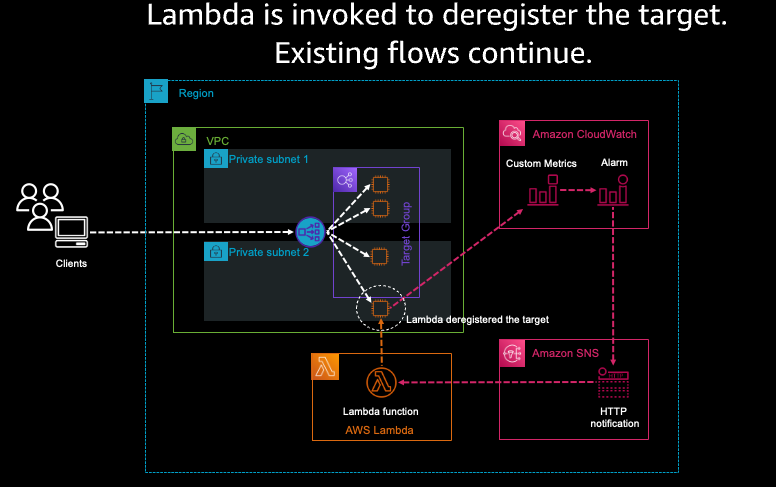 Lambda is invoked to deregister the target.
Existing flows continue.
Region
VPC
Private subnet 1
Target Group
Private subnet 2
Clients
Lambda deregistered the target
Amazon CloudWatch
Custom Metrics
Alarm
Amazon SNS
HTTP
notification
Lambda function
AWS Lambda